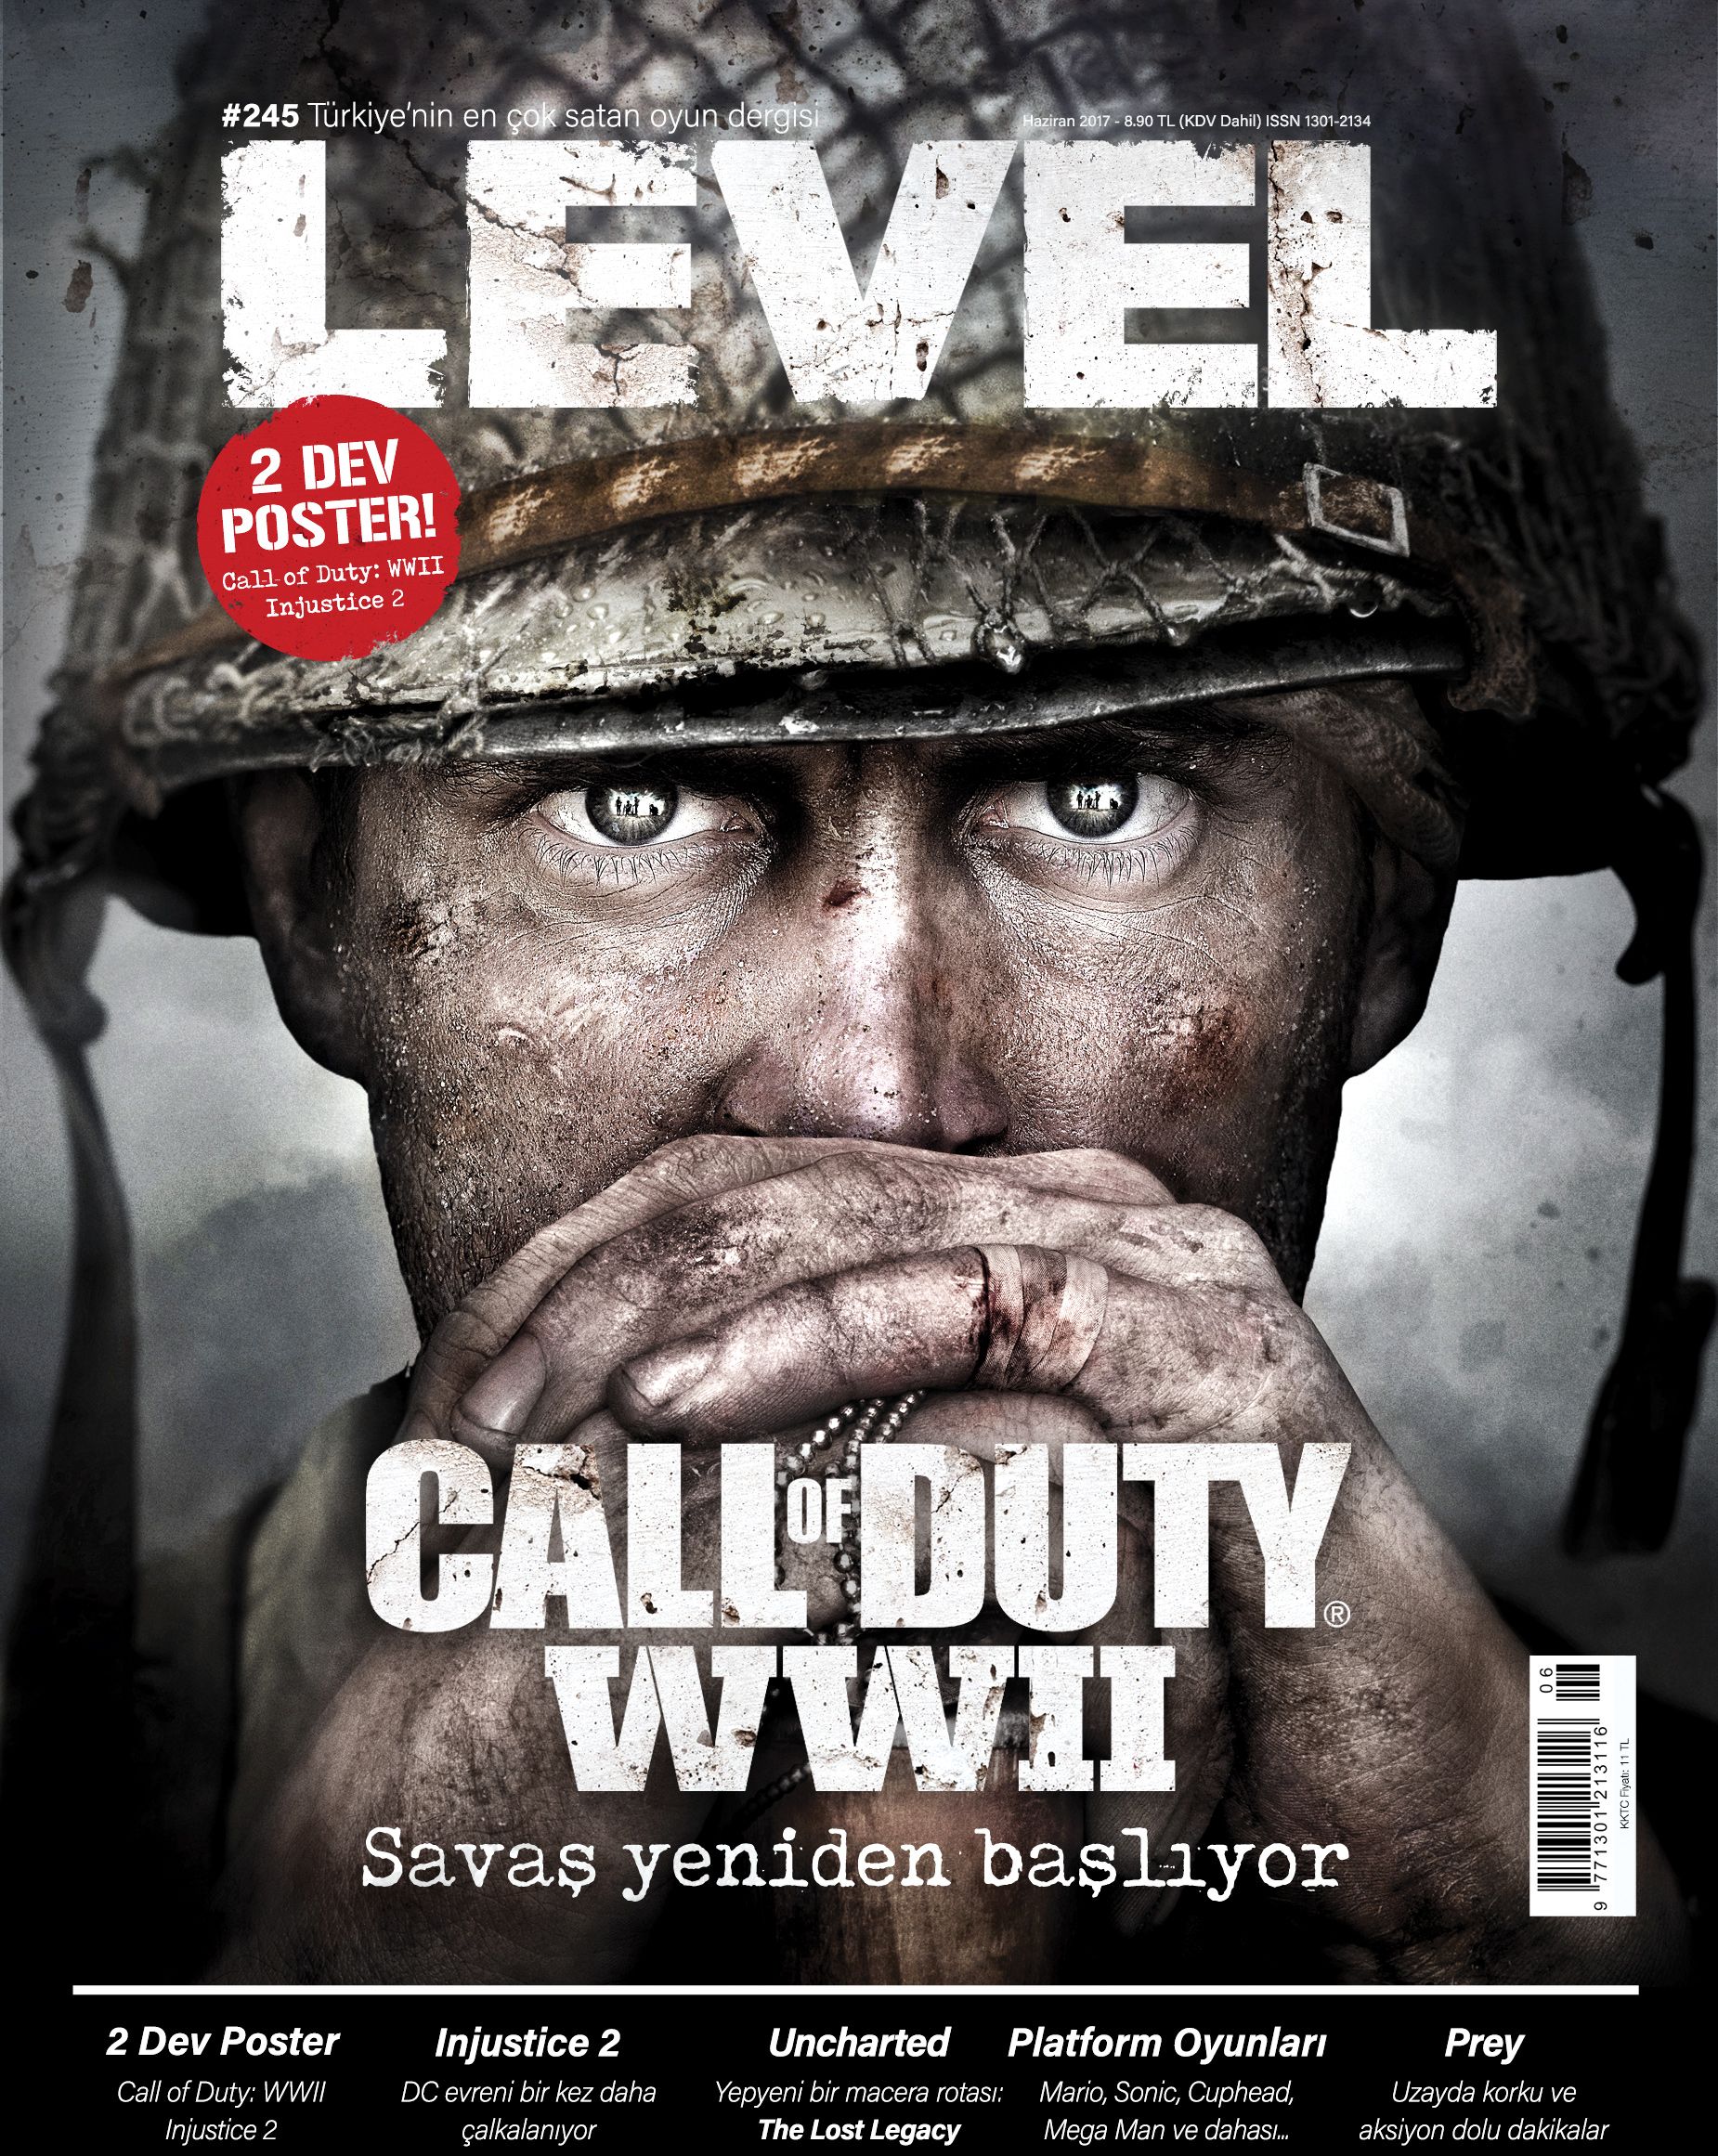 #245 Türkiye'nin en çok satan oyun dergisi
Haziran 2017 - 8.90 TL (KDV Dahil) ISSN 1301-2134
LEVEL
2 DEV
POSTER!
Call of Duty: WWII
Injustice 2
CALL OF DUTY®
WWII
Savaş yeniden başlıyor
06
9 771301 213116
KKTC Fiyatı: 11 TL
2 Dev Poster
Call of Duty: WWII
Injustice 2
Injustice 2
DC evreni bir kez daha
çalkalanıyor
Uncharted
Yepyeni bir macera rotası:
The Lost Legacy
Platform Oyunları
Mario, Sonic, Cuphead,
Mega Man ve dahası...
Prey
Uzayda korku ve
aksiyon dolu dakikalar